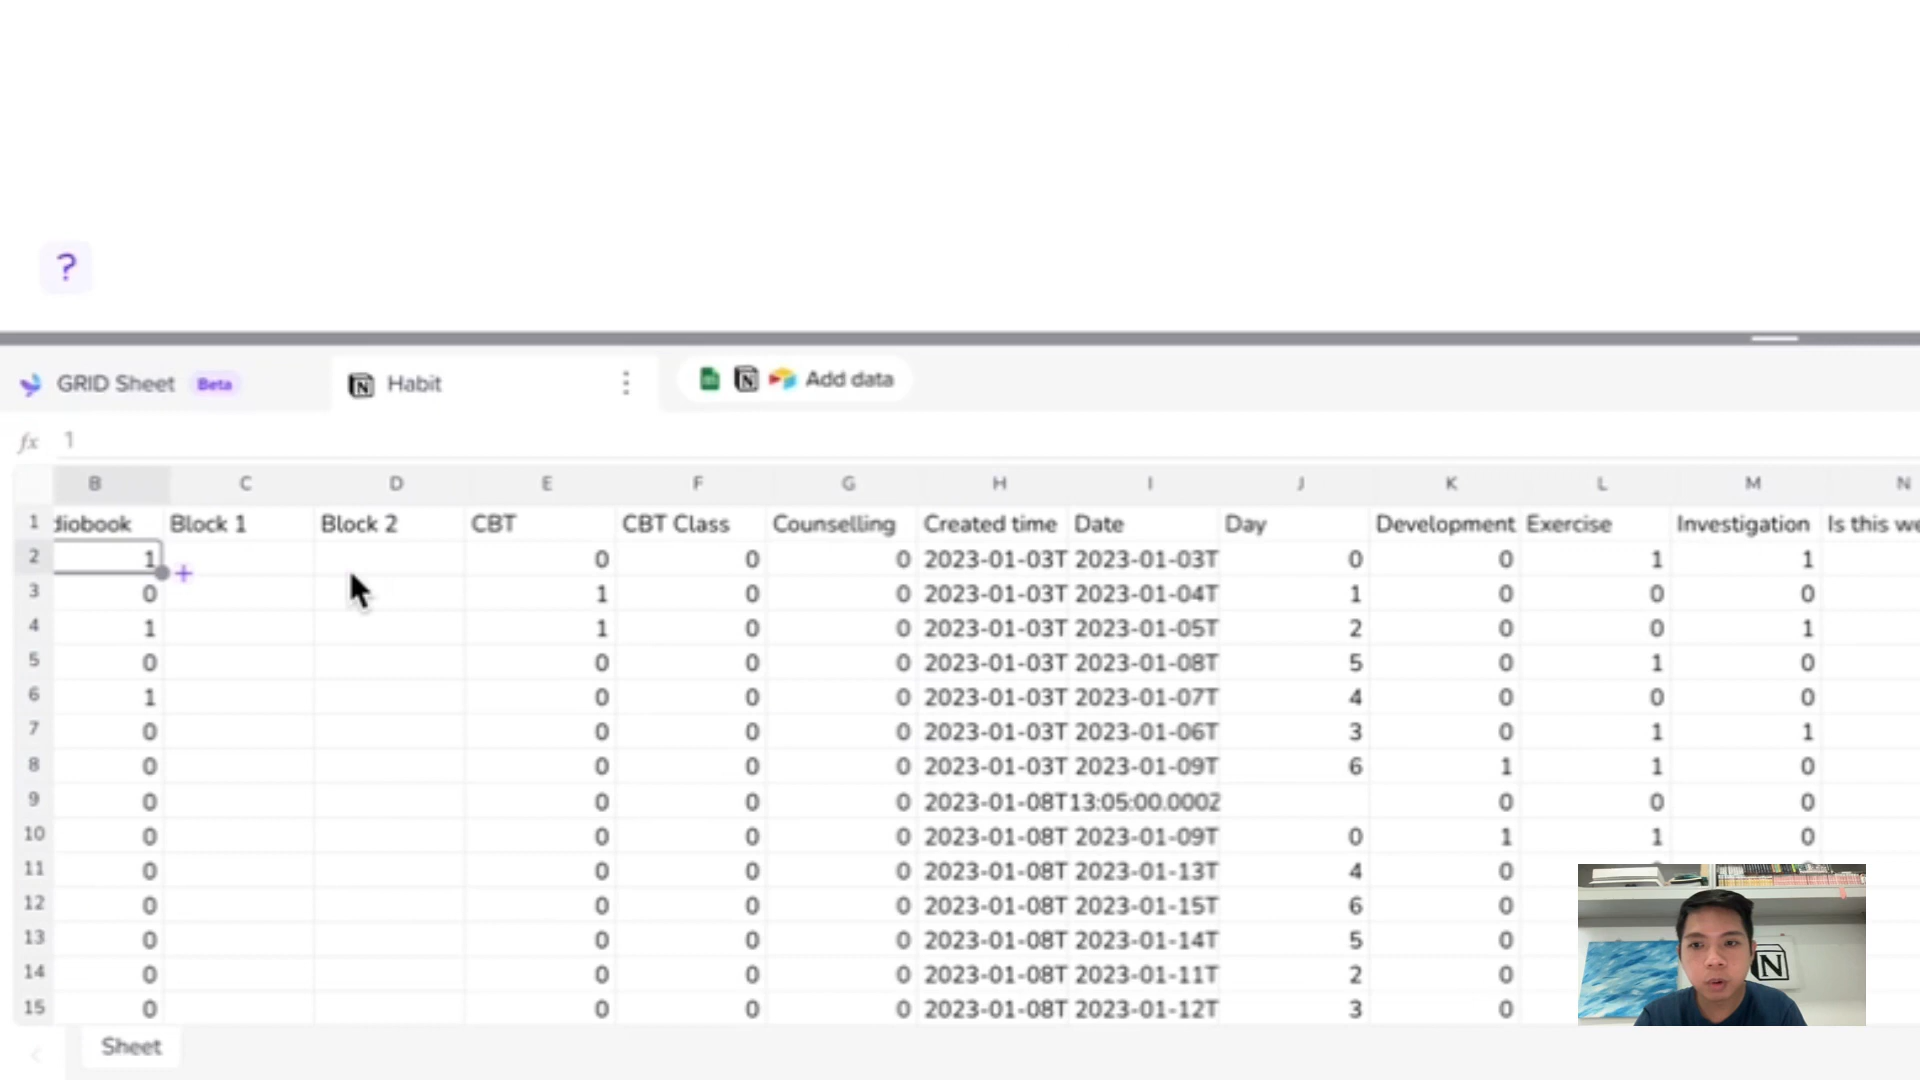 ?
GRID Sheet Beta Habit Add data
fx 1
B C D E F G H I J K L M N
1 diobook Block 1 Block 2 CBT CBT Class Counselling Created time Date Day Development Exercise Investigation Is this we
2 1 0 0 0 2023-01-03T 2023-01-03T 0 0 1 1
3 0 1 0 0 2023-01-03T 2023-01-04T 1 0 0 0
4 1 1 0 0 2023-01-03T 2023-01-05T 2 0 0 1
5 0 0 0 0 2023-01-03T 2023-01-08T 5 0 1 0
6 1 0 0 0 2023-01-03T 2023-01-07T 4 0 0 0
7 0 0 0 0 2023-01-03T 2023-01-06T 3 0 1 1
8 0 0 0 0 2023-01-03T 2023-01-09T 6 1 1 0
9 0 0 0 0 2023-01-08T13:05:00.000Z 0 0 0
10 0 0 0 0 2023-01-08T 2023-01-09T 0 1 1 0
11 0 0 0 0 2023-01-08T 2023-01-13T 4 0
12 0 0 0 0 2023-01-08T 2023-01-15T 6 0
13 0 0 0 0 2023-01-08T 2023-01-14T 5 0
14 0 0 0 0 2023-01-08T 2023-01-11T 2 0
15 0 0 0 0 2023-01-08T 2023-01-12T 3 0
N
Sheet